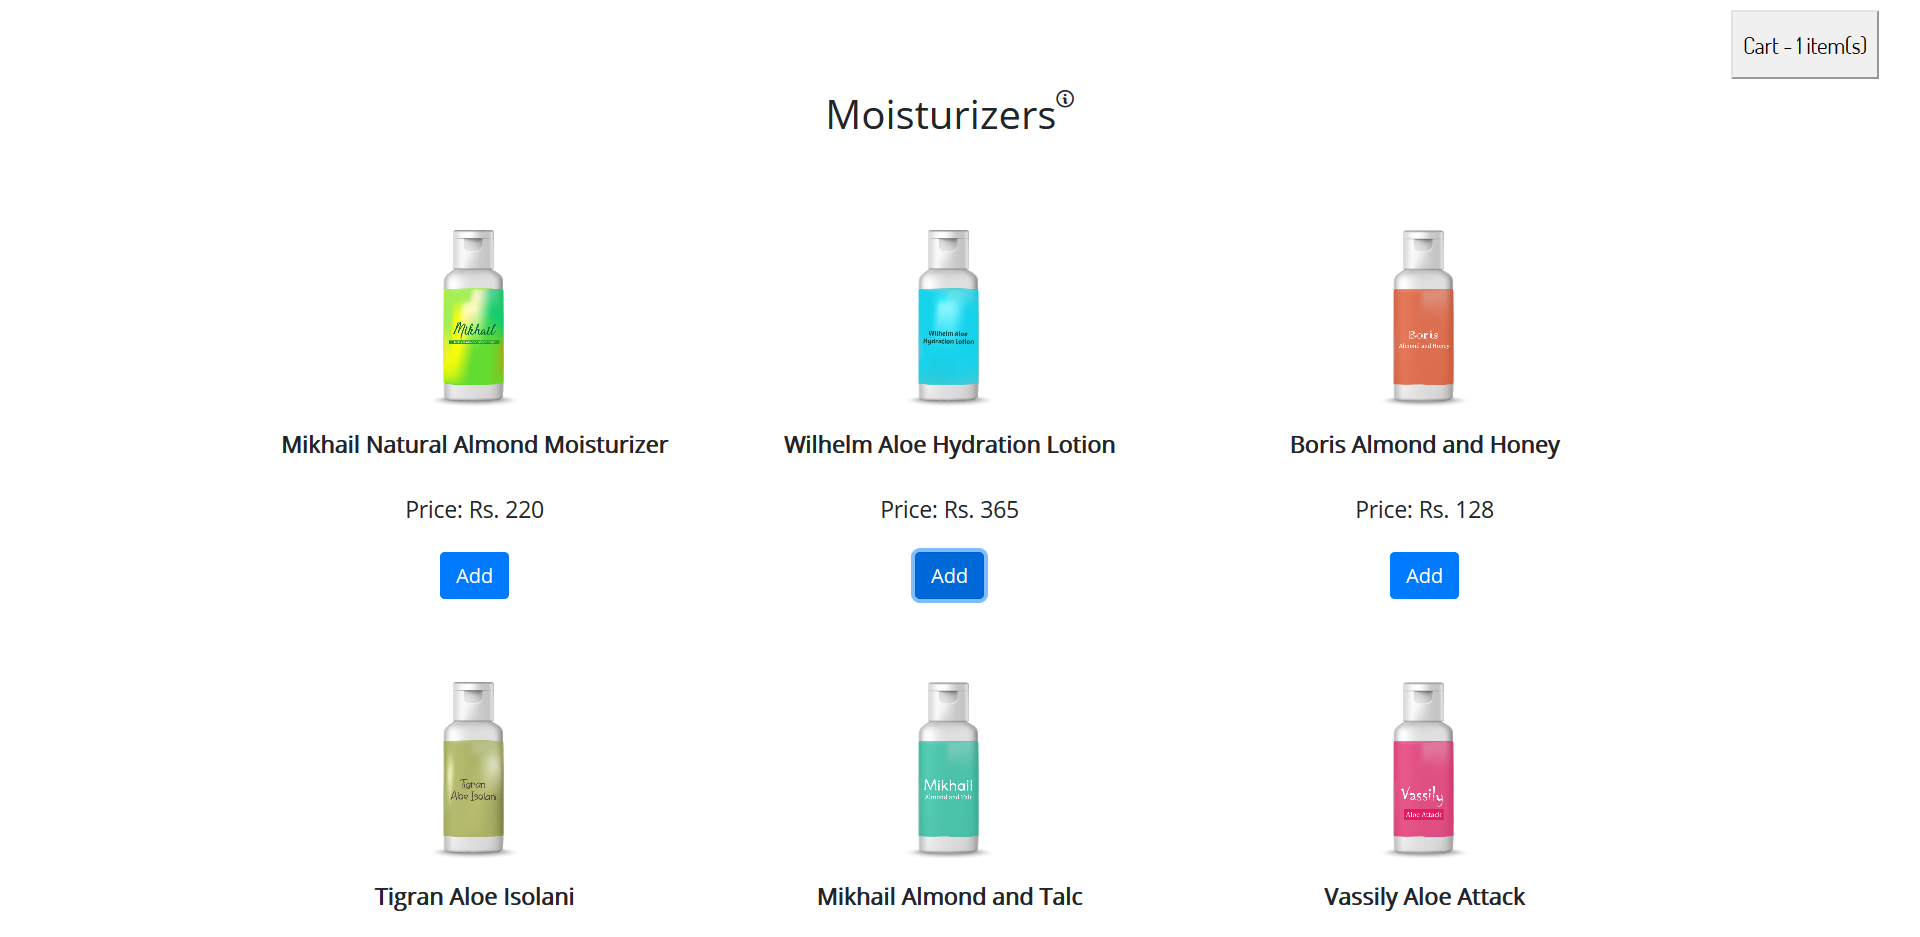 Cart - 1 item(s)
Moisturizers
Mikhail
Wilhelm Aloe
Hydration Lotion
Boris
Almond and Honey
Mikhail Natural Almond Moisturizer
Wilhelm Aloe Hydration Lotion
Boris Almond and Honey
Price: Rs. 220
Price: Rs. 365
Price: Rs. 128
Add
Add
Add
Tigran
Aloe Isolani
Mikhail
Almond and Talc
Vassily
Aloe Attack
Tigran Aloe Isolani
Mikhail Almond and Talc
Vassily Aloe Attack